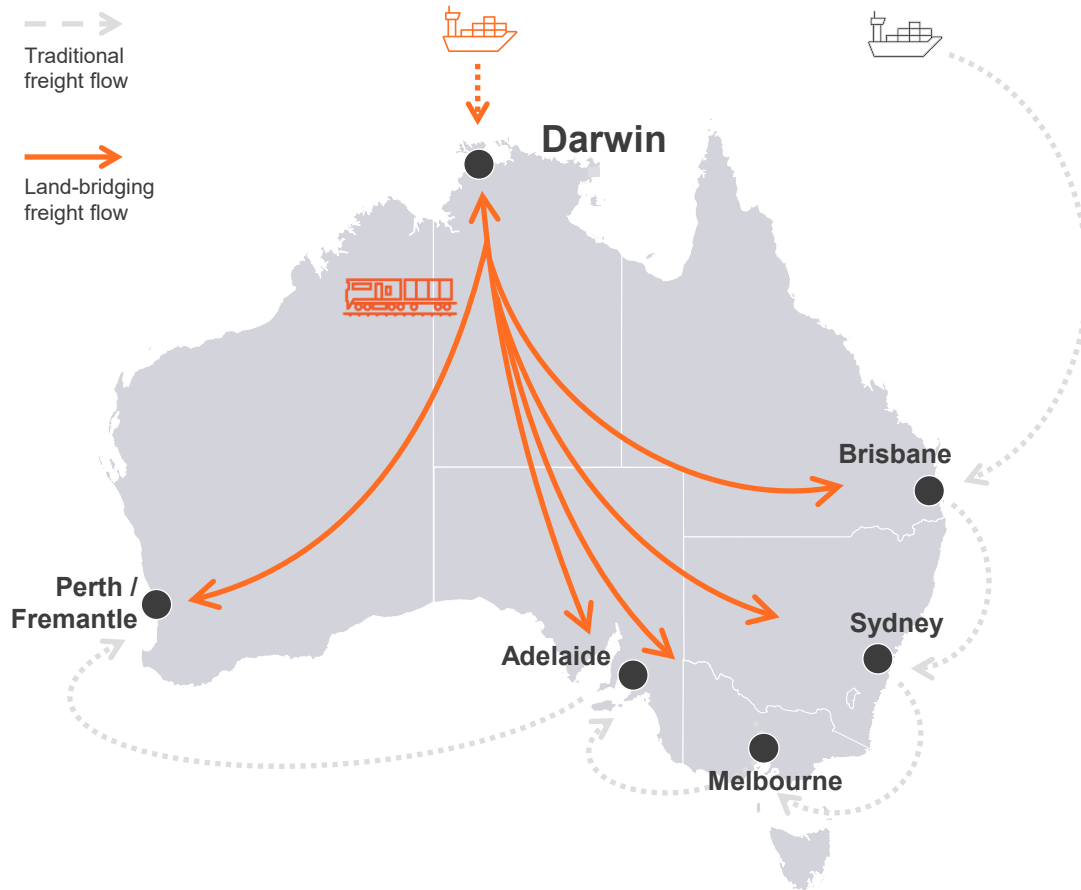 Traditional
freight flow
Land-bridging
freight flow
Darwin
Brisbane
Perth /
Fremantle
Sydney
Adelaide
Melbourne